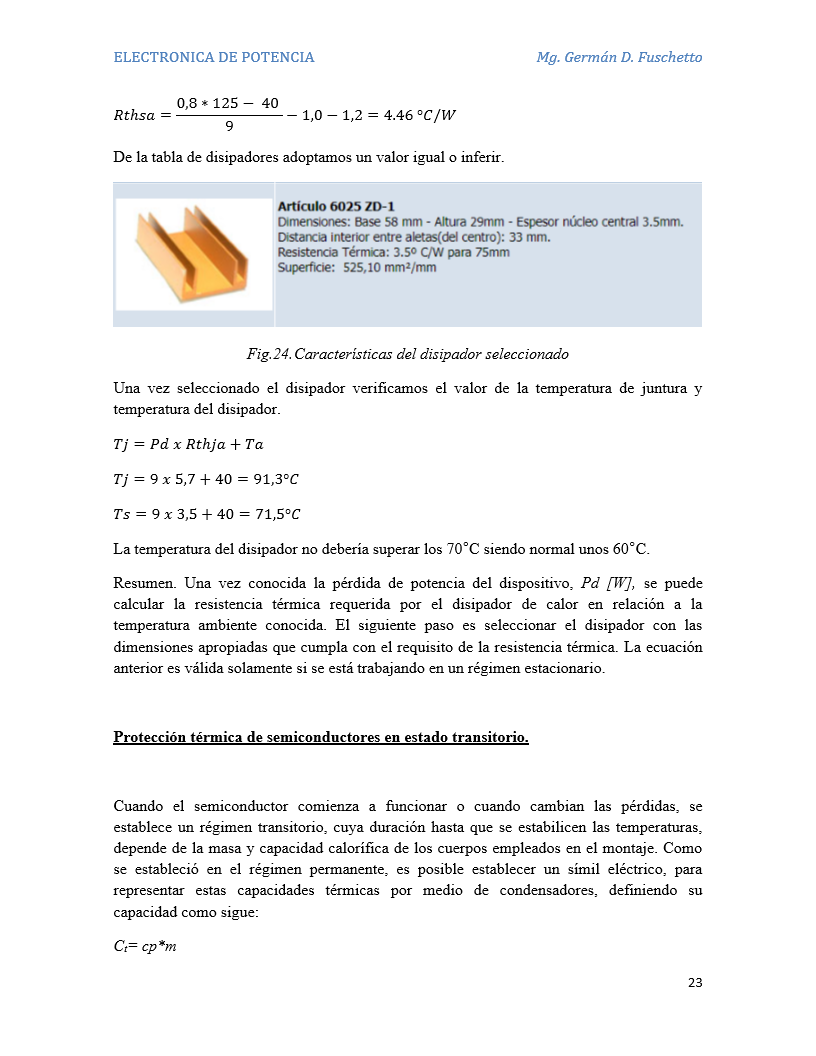 ELECTRONICA DE POTENCIA Mg. Germán D. Fuschetto
Rthsa = (0,8 ∗ 125 − 40)/9 − 1,0 − 1,2 = 4.46 °C/W
De la tabla de disipadores adoptamos un valor igual o inferir.
Artículo 6025 ZD-1
Dimensiones: Base 58 mm - Altura 29mm - Espesor núcleo central 3.5mm.
Distancia interior entre aletas(del centro): 33 mm.
Resistencia Térmica: 3.5º C/W para 75mm
Superficie: 525,10 mm²/mm
Fig.24. Características del disipador seleccionado
Una vez seleccionado el disipador verificamos el valor de la temperatura de juntura y
temperatura del disipador.
Tj = Pd x Rthja + Ta
Tj = 9 x 5,7 + 40 = 91,3°C
Ts = 9 x 3,5 + 40 = 71,5°C
La temperatura del disipador no debería superar los 70°C siendo normal unos 60°C.
Resumen. Una vez conocida la pérdida de potencia del dispositivo, Pd [W], se puede
calcular la resistencia térmica requerida por el disipador de calor en relación a la
temperatura ambiente conocida. El siguiente paso es seleccionar el disipador con las
dimensiones apropiadas que cumpla con el requisito de la resistencia térmica. La ecuación
anterior es válida solamente si se está trabajando en un régimen estacionario.
Protección térmica de semiconductores en estado transitorio.
Cuando el semiconductor comienza a funcionar o cuando cambian las pérdidas, se
establece un régimen transitorio, cuya duración hasta que se estabilicen las temperaturas,
depende de la masa y capacidad calorífica de los cuerpos empleados en el montaje. Como
se estableció en el régimen permanente, es posible establecer un símil eléctrico, para
representar estas capacidades térmicas por medio de condensadores, definiendo su
capacidad como sigue:
Ct= cp*m
23